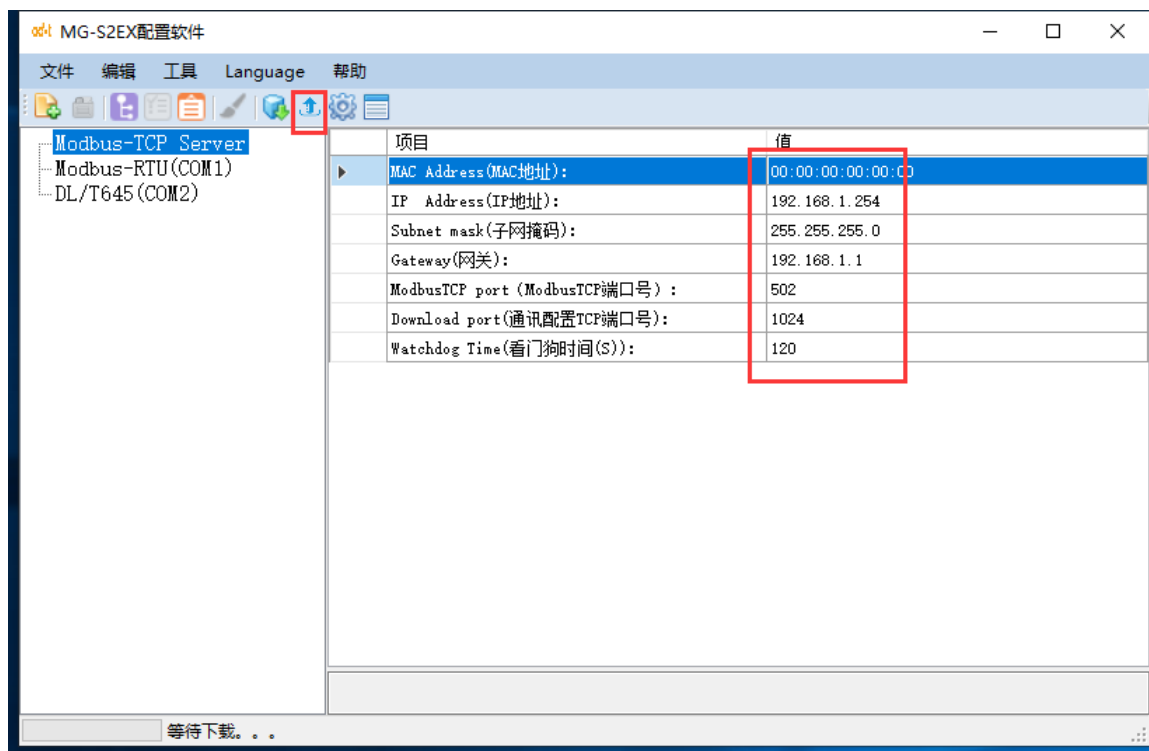 odot MG-S2EX配置软件
文件 编辑 工具 Language 帮助
Modbus-TCP Server
Modbus-RTU(COM1)
DL/T645(COM2)
项目 值
MAC Address(MAC地址): 00:00:00:00:00:00
IP Address(IP地址): 192.168.1.254
Subnet mask(子网掩码): 255.255.255.0
Gateway(网关): 192.168.1.1
ModbusTCP port (ModbusTCP端口号) : 502
Download port(通讯配置TCP端口号): 1024
Watchdog Time(看门狗时间(S)): 120
等待下载。。。